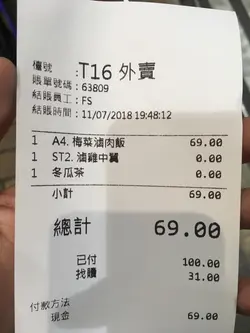 檯號 : T16 外賣
賬單號碼 : 63809
結賬員工 : FS
結賬時間 : 11/07/2018 19:48:12
1 A4. 梅菜滷肉飯 69.00
1 ST2. 滷雞中翼 0.00
1 冬瓜茶 0.00
小計 69.00
總計 69.00
已付 100.00
找贖 31.00
付款方法
現金 69.00